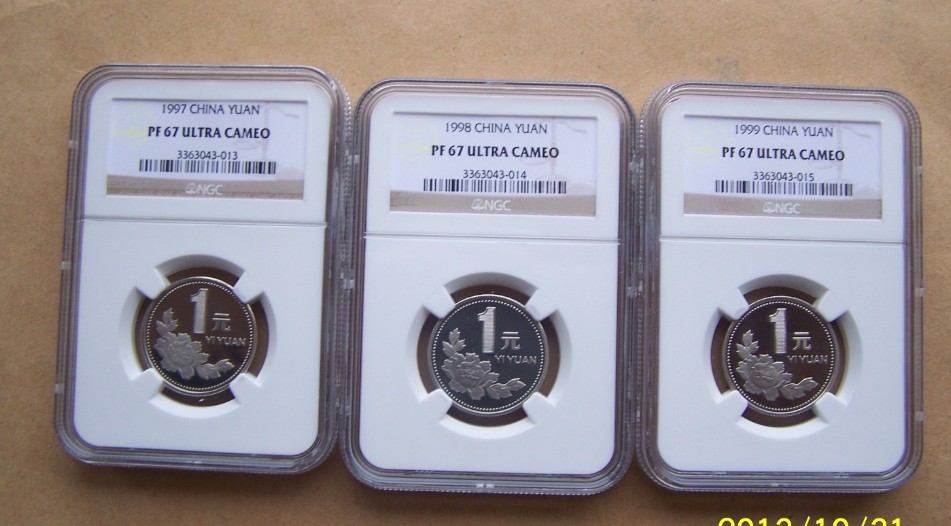 1997 CHINA YUAN
PF 67 ULTRA CAMEO
3363043-013
NGC
1元
YI YUAN
1998 CHINA YUAN
PF 67 ULTRA CAMEO
3363043-014
NGC
1元
YI YUAN
1999 CHINA YUAN
PF 67 ULTRA CAMEO
3363043-015
NGC
1元
YI YUAN